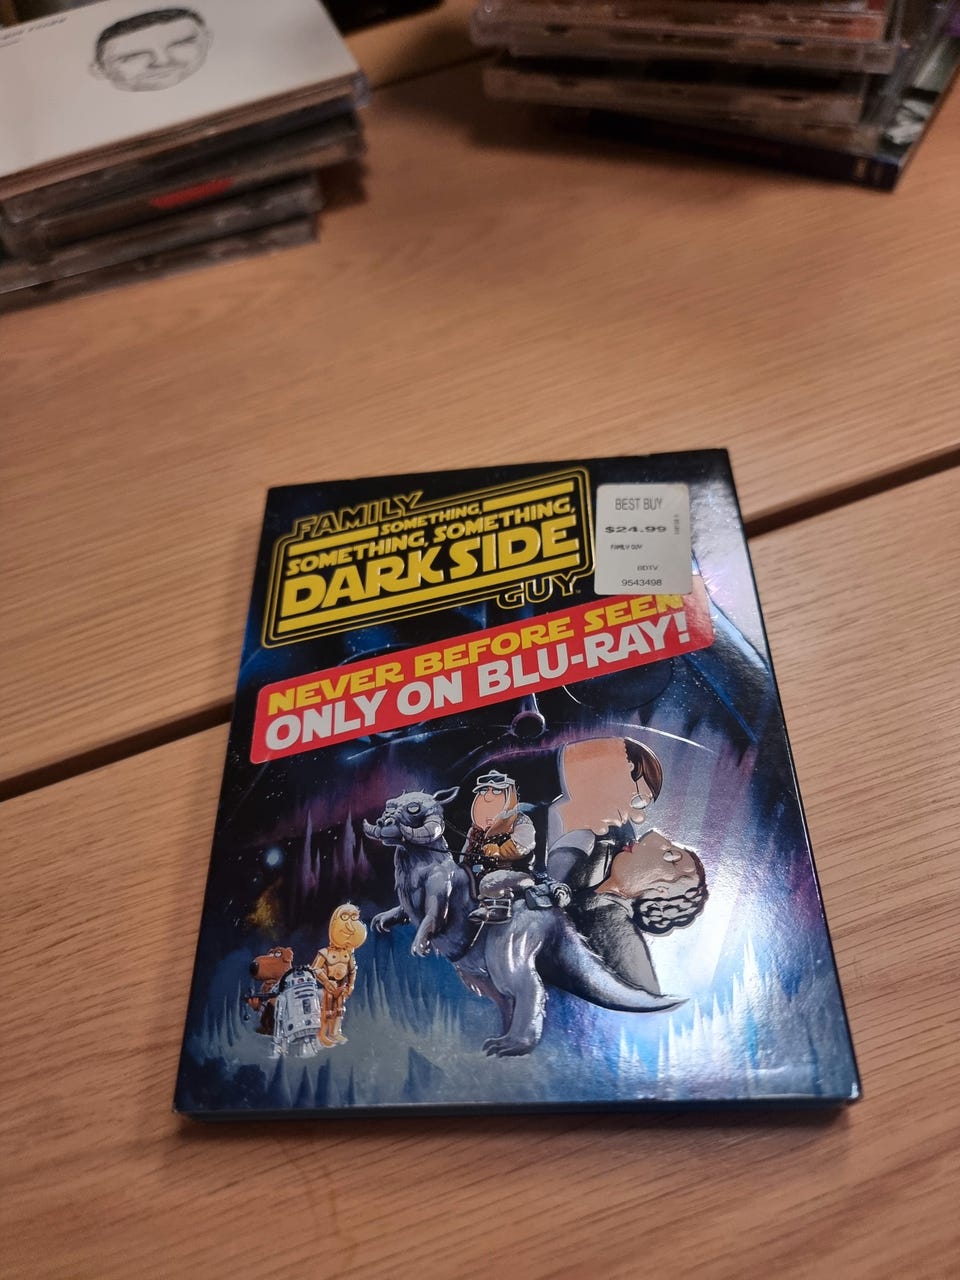 FAMILY
SOMETHING,
SOMETHING, SOMETHING,
DARK SIDE
GUY
BEST BUY
$24.99
FAMILY GUY
BDTV
9543498
NEVER BEFORE SEEN
ONLY ON BLU-RAY!